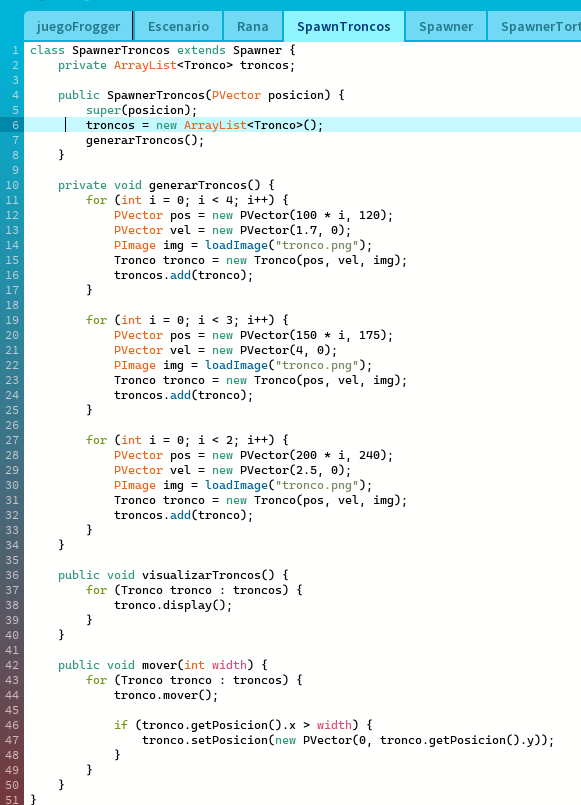 juegoFrogger Escenario Rana SpawnTroncos Spawner SpawnerTort
1 class SpawnerTroncos extends Spawner {
2     private ArrayList<Tronco> troncos;
3
4     public SpawnerTroncos(PVector posicion) {
5         super(posicion);
6         troncos = new ArrayList<Tronco>();
7         generarTroncos();
8     }
9
10     private void generarTroncos() {
11         for (int i = 0; i < 4; i++) {
12             PVector pos = new PVector(100 * i, 120);
13             PVector vel = new PVector(1.7, 0);
14             PImage img = loadImage("tronco.png");
15             Tronco tronco = new Tronco(pos, vel, img);
16             troncos.add(tronco);
17         }
18
19         for (int i = 0; i < 3; i++) {
20             PVector pos = new PVector(150 * i, 175);
21             PVector vel = new PVector(4, 0);
22             PImage img = loadImage("tronco.png");
23             Tronco tronco = new Tronco(pos, vel, img);
24             troncos.add(tronco);
25         }
26
27         for (int i = 0; i < 2; i++) {
28             PVector pos = new PVector(200 * i, 240);
29             PVector vel = new PVector(2.5, 0);
30             PImage img = loadImage("tronco.png");
31             Tronco tronco = new Tronco(pos, vel, img);
32             troncos.add(tronco);
33         }
34     }
35
36     public void visualizarTroncos() {
37         for (Tronco tronco : troncos) {
38             tronco.display();
39         }
40     }
41
42     public void mover(int width) {
43         for (Tronco tronco : troncos) {
44             tronco.mover();
45
46             if (tronco.getPosicion().x > width) {
47                 tronco.setPosicion(new PVector(0, tronco.getPosicion().y));
48             }
49         }
50     }
51 }